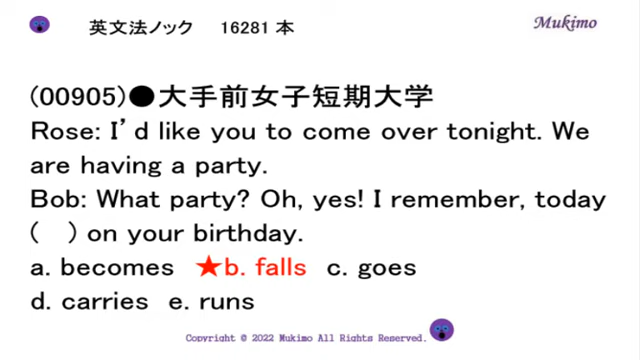 英文法ノック　16281 本
Mukimo
(00905)●大手前女子短期大学
Rose: I’d like you to come over tonight. We
are having a party.
Bob: What party? Oh, yes! I remember, today
(　) on your birthday.
a. becomes　★b. falls　c. goes
d. carries　e. runs
Copyright @ 2022 Mukimo All Rights Reserved.